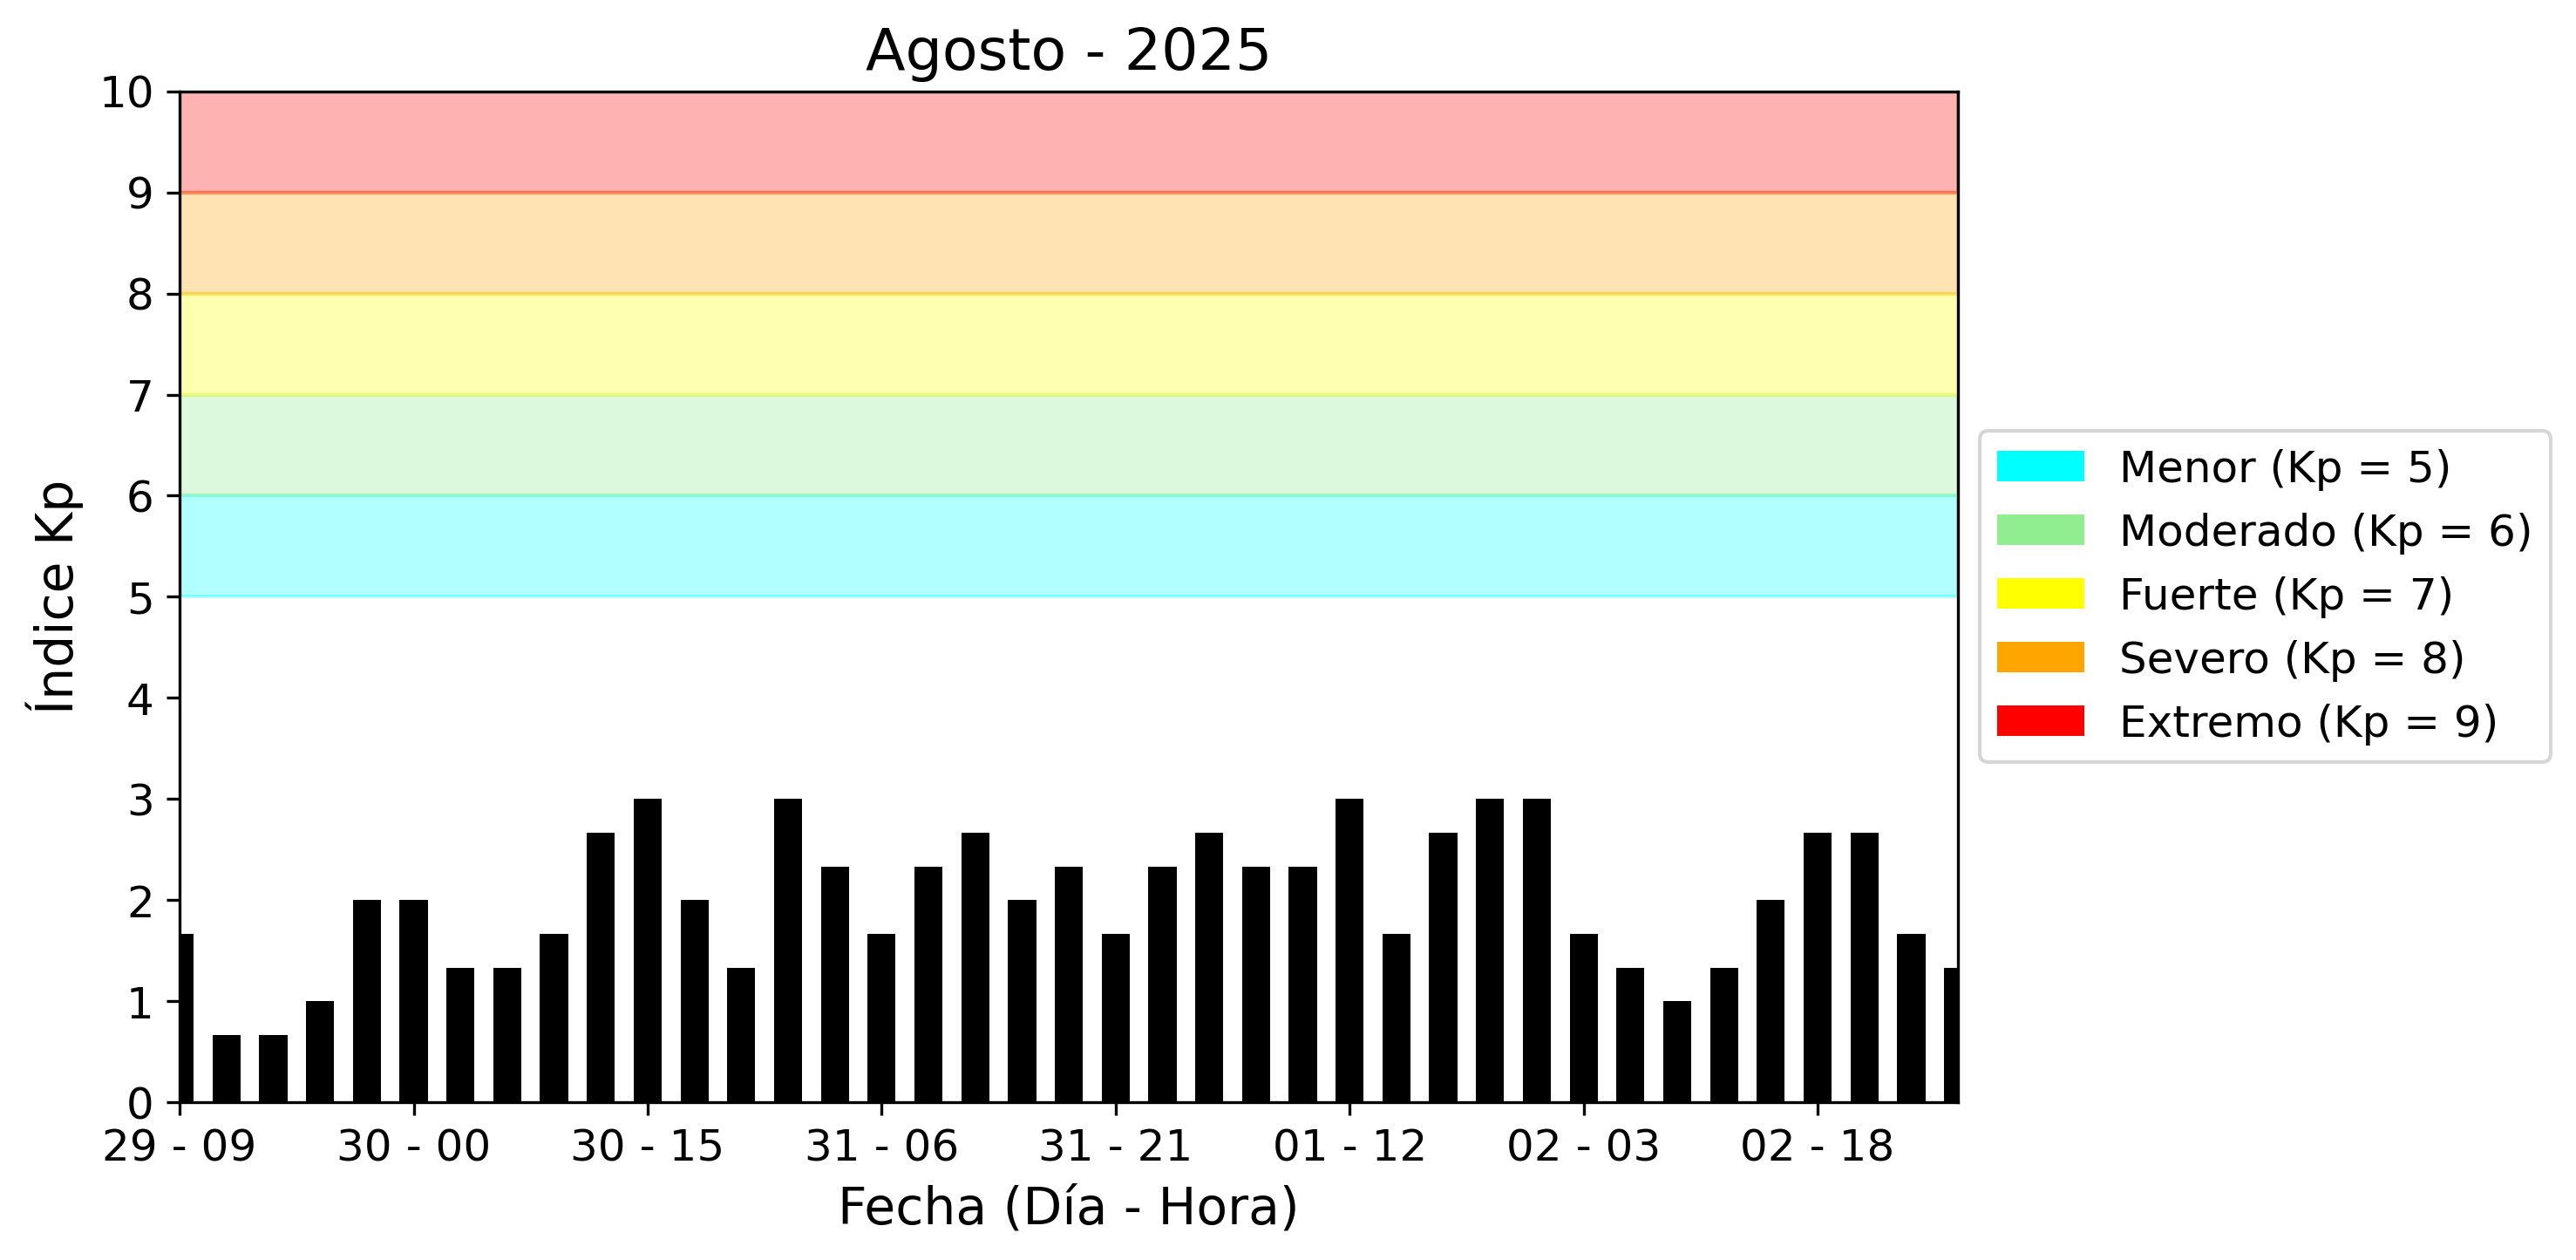 Agosto - 2025
10
9
8
7
6
5
4
3
2
1
0
Índice Kp
29 - 09
30 - 00
30 - 15
31 - 06
31 - 21
01 - 12
02 - 03
02 - 18
Fecha (Día - Hora)
Menor (Kp = 5)
Moderado (Kp = 6)
Fuerte (Kp = 7)
Severo (Kp = 8)
Extremo (Kp = 9)